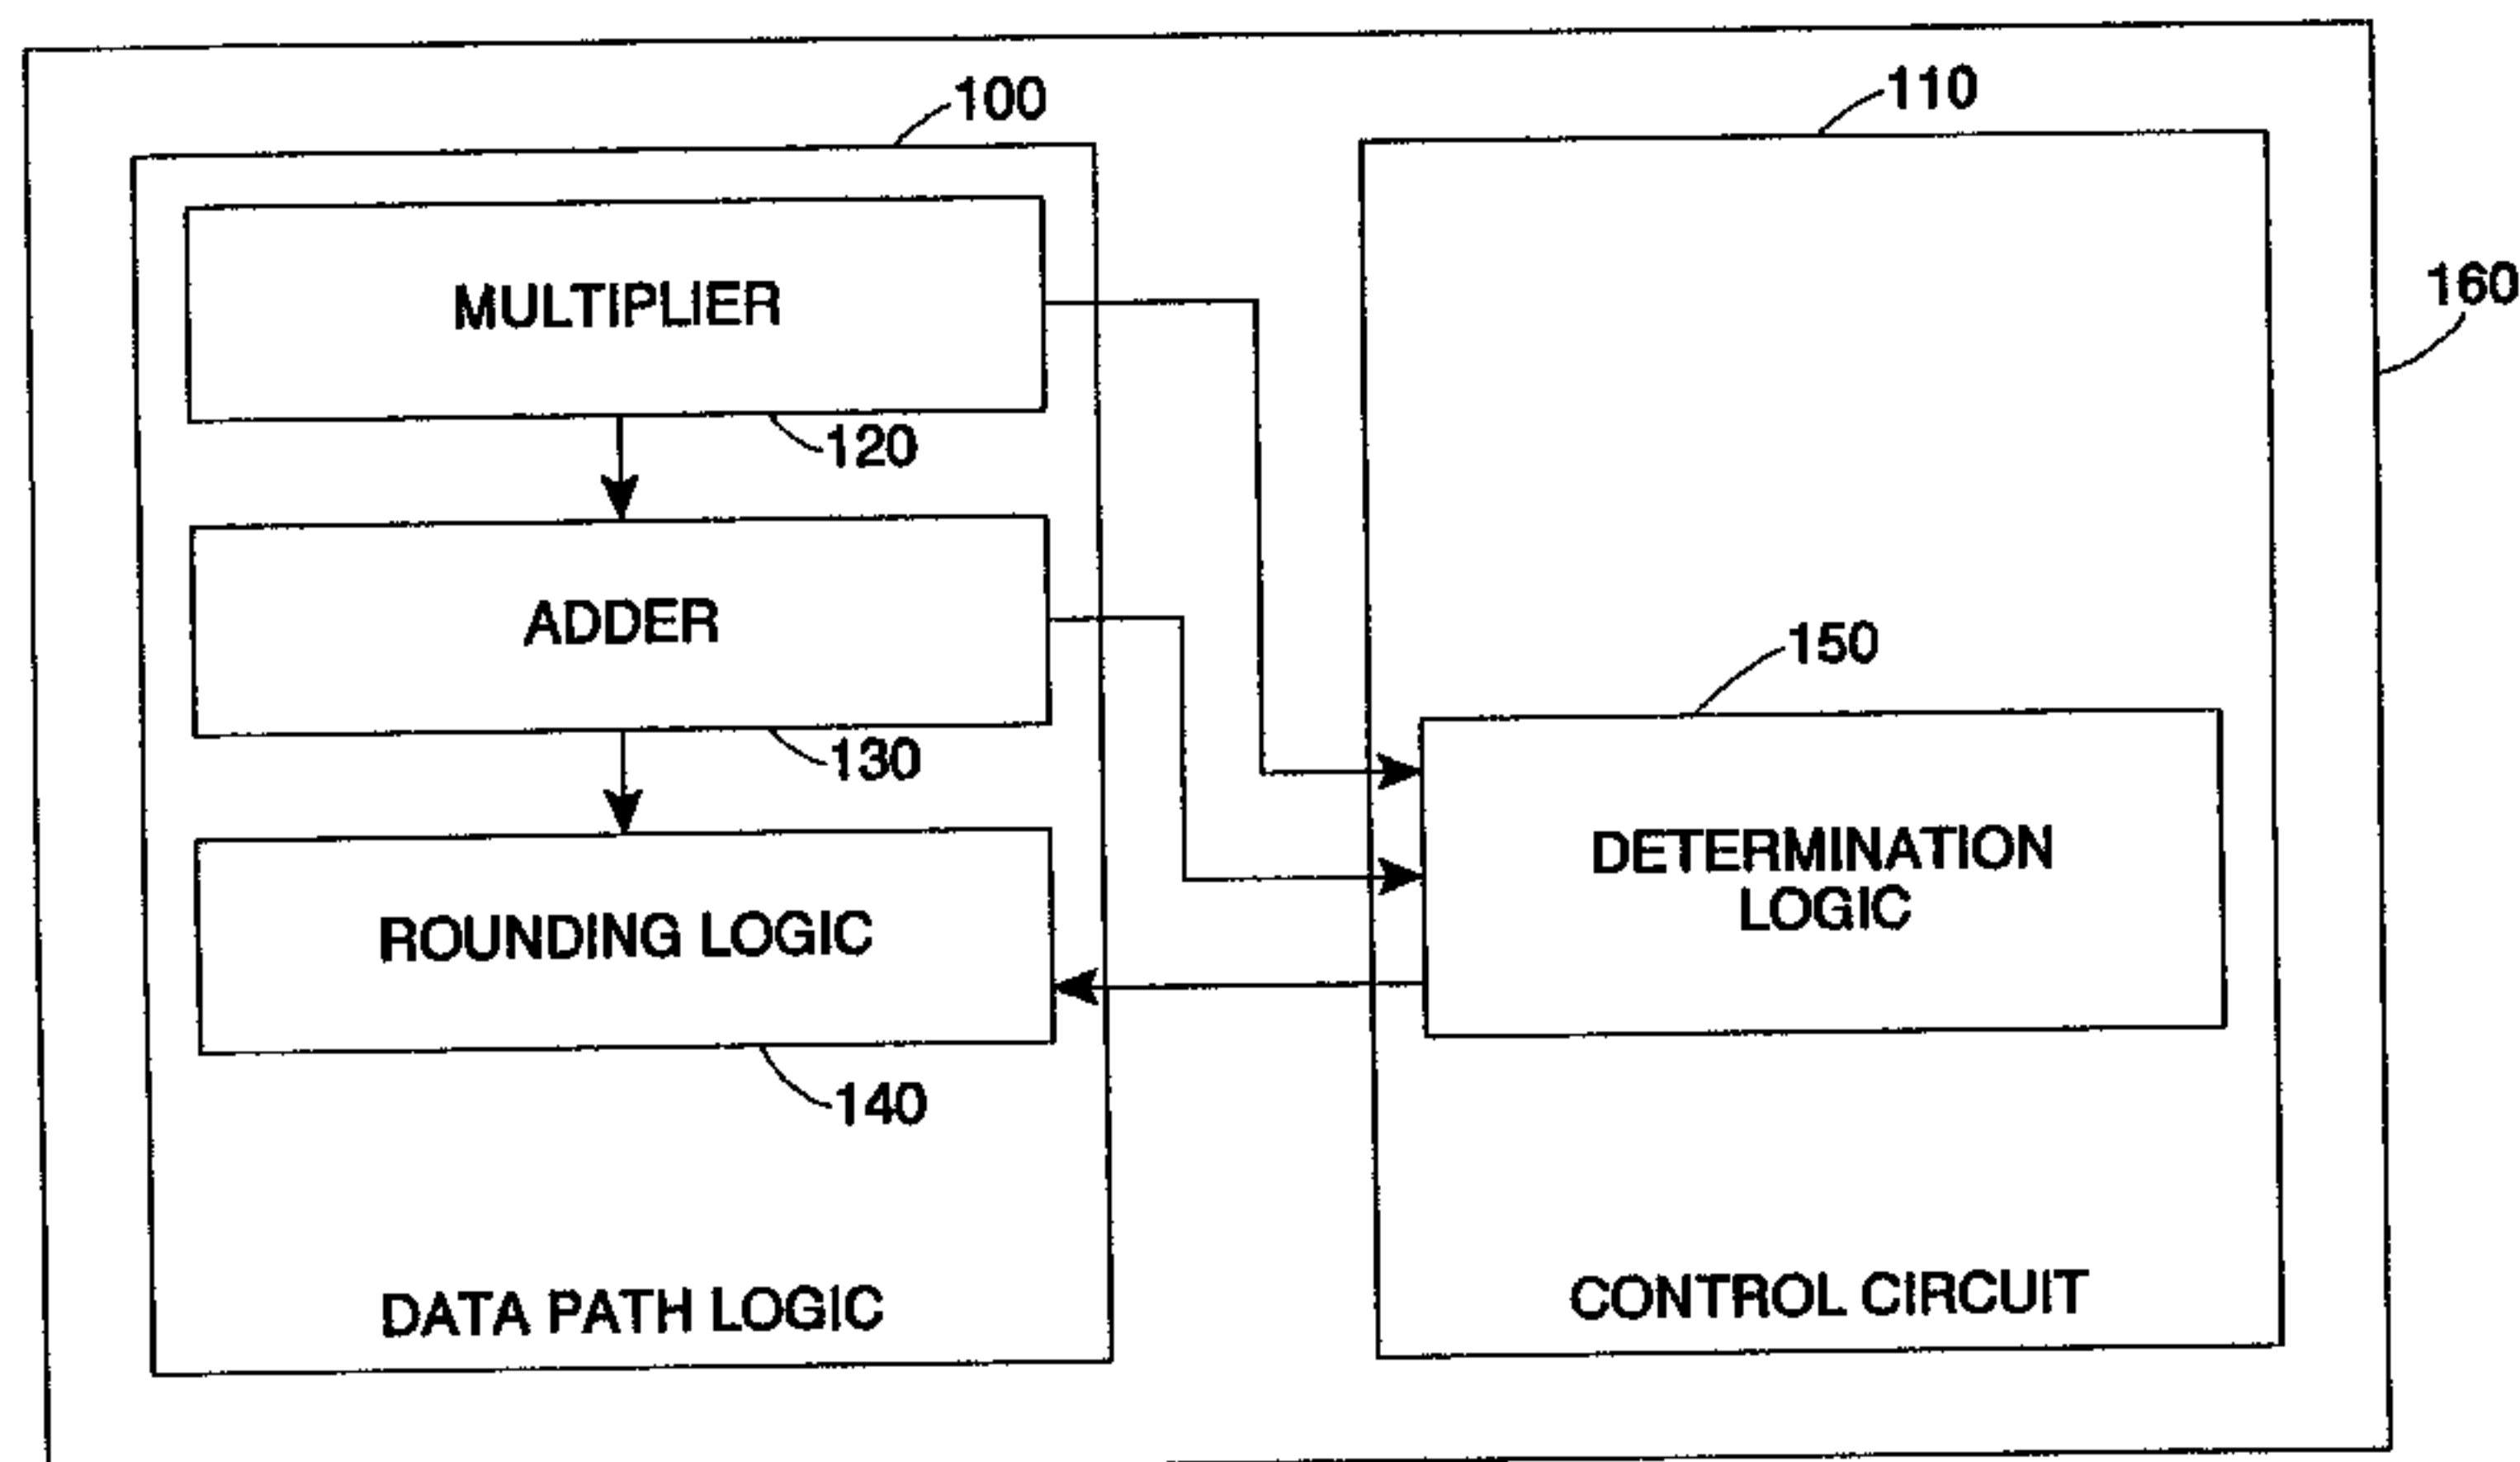 100
110
160
MULTIPLIER
120
ADDER
130
150
DETERMINATION
LOGIC
ROUNDING LOGIC
140
DATA PATH LOGIC
CONTROL CIRCUIT